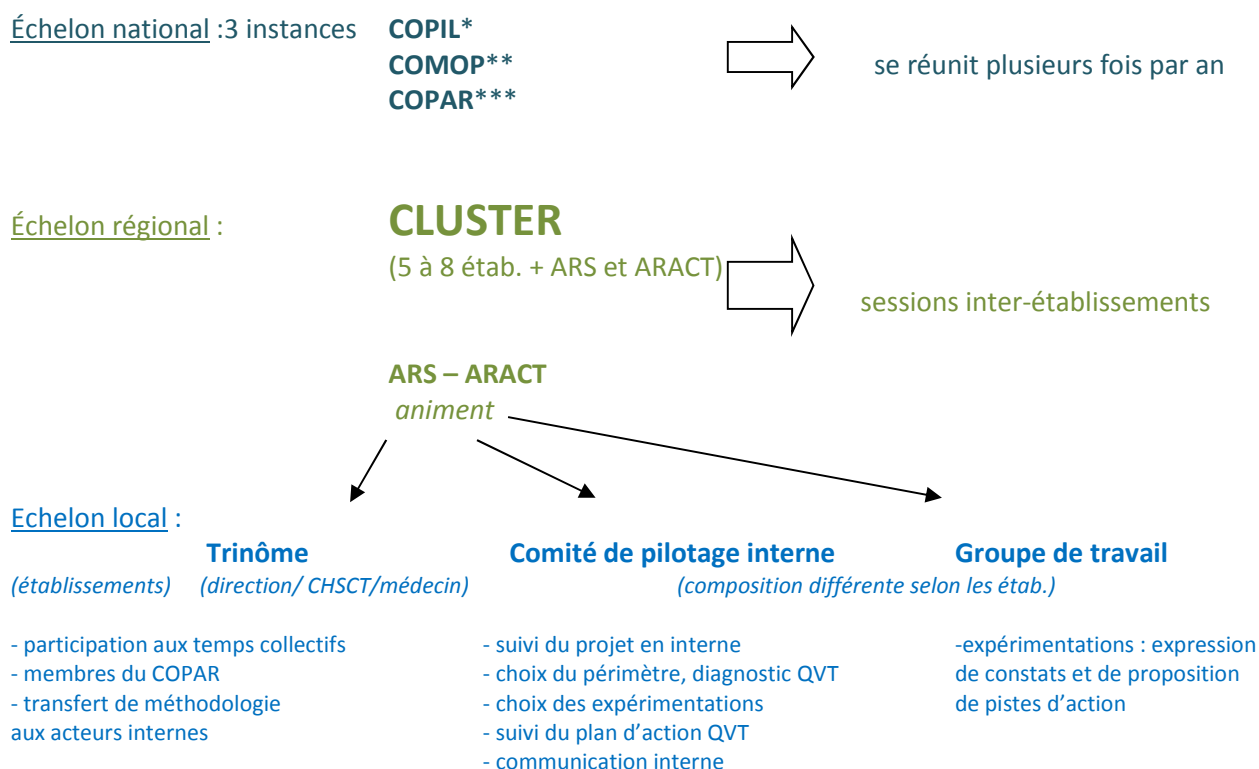 Échelon national :3 instances COPIL*
COMOP** se réunit plusieurs fois par an
COPAR***
Échelon régional : CLUSTER
(5 à 8 étab. + ARS et ARACT)
sessions inter-établissements
ARS – ARACT
animent
Echelon local :
Trinôme Comité de pilotage interne Groupe de travail
(établissements) (direction/ CHSCT/médecin) (composition différente selon les étab.)
- participation aux temps collectifs
- membres du COPAR
- transfert de méthodologie
aux acteurs internes
- suivi du projet en interne
- choix du périmètre, diagnostic QVT
- choix des expérimentations
- suivi du plan d’action QVT
- communication interne
-expérimentations : expression
de constats et de proposition
de pistes d’action